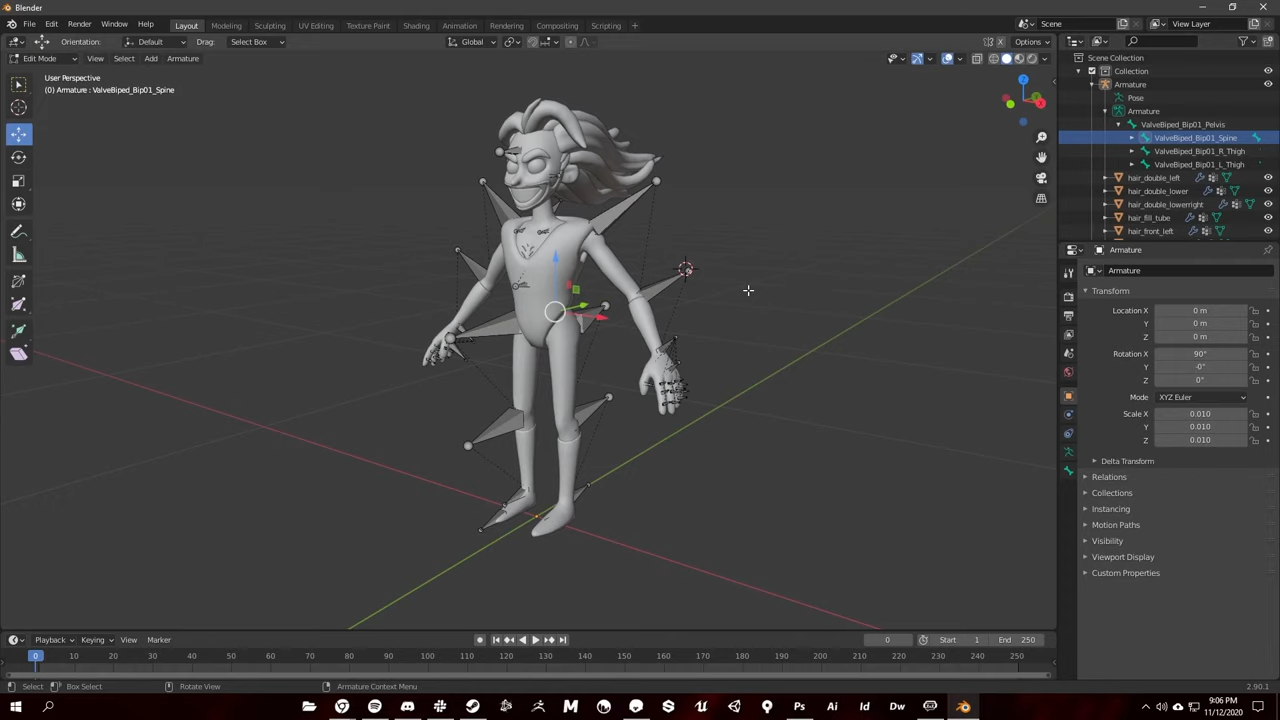 Blender
File Edit Render Window Help Layout Modeling Sculpting UV Editing Texture Paint Shading Animation Rendering Compositing Scripting + Scene View Layer
Orientation: Default Drag: Select Box Global X Options
Edit Mode View Select Add Armature
User Perspective
(0) Armature : ValveBiped_Bip01_Spine
Z
X
Scene Collection
Collection
Armature
Pose
Armature
ValveBiped_Bip01_Pelvis
ValveBiped_Bip01_Spine
ValveBiped_Bip01_R_Thigh
ValveBiped_Bip01_L_Thigh
hair_double_left
hair_double_lower
hair_double_lowerright
hair_fill_tube
hair_front_left
Armature
Armature
Transform
Location X 0 m
Y 0 m
Z 0 m
Rotation X 90°
Y -0°
Z 0°
Mode XYZ Euler
Scale X 0.010
Y 0.010
Z 0.010
Delta Transform
Relations
Collections
Instancing
Motion Paths
Visibility
Viewport Display
Custom Properties
Playback Keying View Marker 0 Start 1 End 250
0 10 20 30 40 50 60 70 80 90 100 110 120 130 140 150 160 170 180 190 200 210 220 230 240 250
Select Box Select Rotate View Armature Context Menu 2.90.1
M Ps Ai Id Dw
9:06 PM
11/12/2020